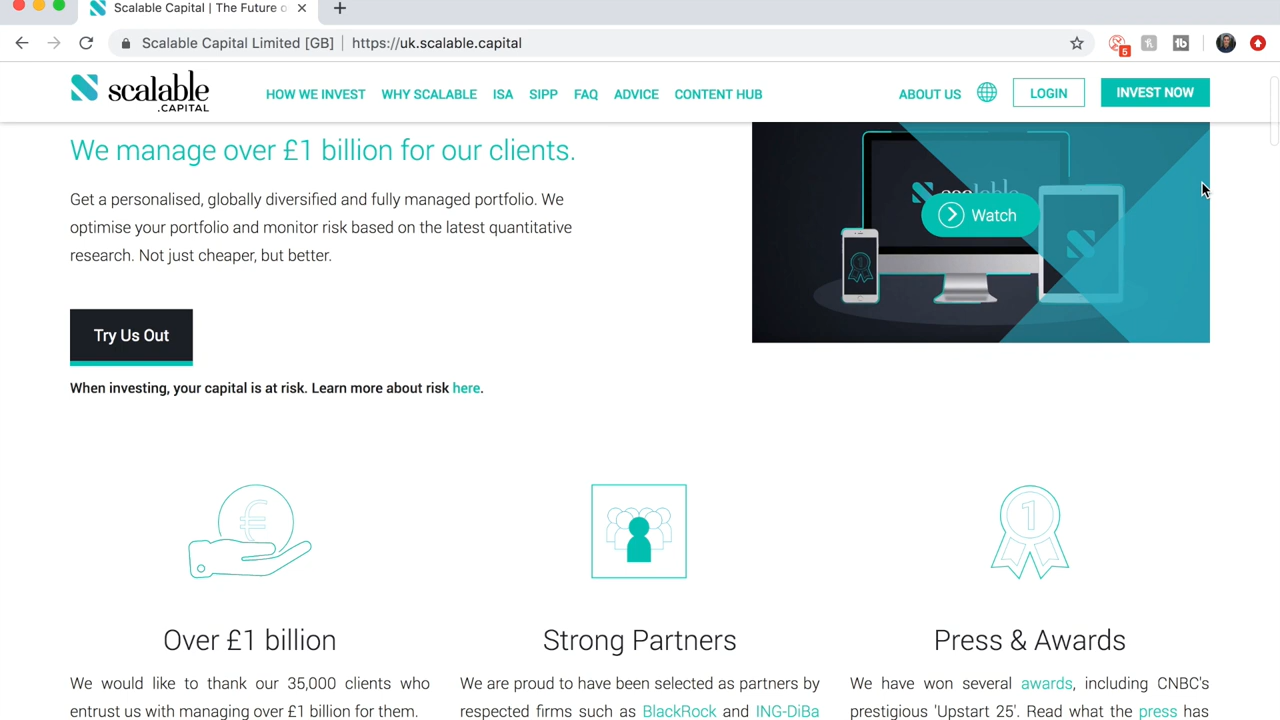 Scalable Capital | The Future o
Scalable Capital Limited [GB] | https://uk.scalable.capital
5
scalable
.CAPITAL
HOW WE INVEST WHY SCALABLE ISA SIPP FAQ ADVICE CONTENT HUB ABOUT US LOGIN INVEST NOW
We manage over £1 billion for our clients.
Get a personalised, globally diversified and fully managed portfolio. We
optimise your portfolio and monitor risk based on the latest quantitative
research. Not just cheaper, but better.
scalable
Watch
Try Us Out
When investing, your capital is at risk. Learn more about risk here.
€
1
Over £1 billion
We would like to thank our 35,000 clients who
entrust us with managing over £1 billion for them.
Strong Partners
We are proud to have been selected as partners by
respected firms such as BlackRock and ING-DiBa
Press & Awards
We have won several awards, including CNBC's
prestigious 'Upstart 25'. Read what the press has